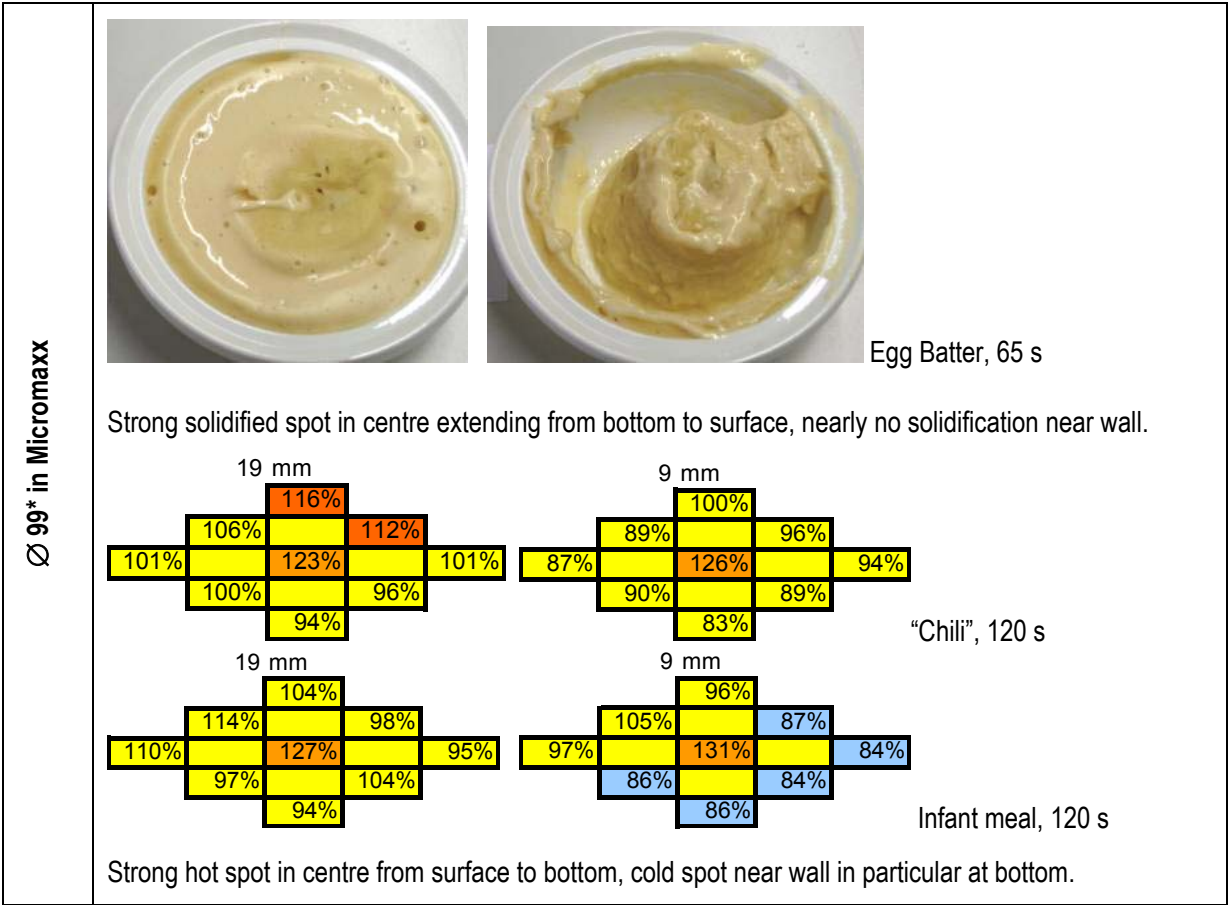 Ø 99* in Micromaxx
Egg Batter, 65 s
Strong solidified spot in centre extending from bottom to surface, nearly no solidification near wall.
19 mm
116%
106% 112%
101% 123% 101%
100% 96%
94%
9 mm
100%
89% 96%
87% 126% 94%
90% 89%
83%
“Chili”, 120 s
19 mm
104%
114% 98%
110% 127% 95%
97% 104%
94%
9 mm
96%
105% 87%
97% 131% 84%
86% 84%
86%
Infant meal, 120 s
Strong hot spot in centre from surface to bottom, cold spot near wall in particular at bottom.